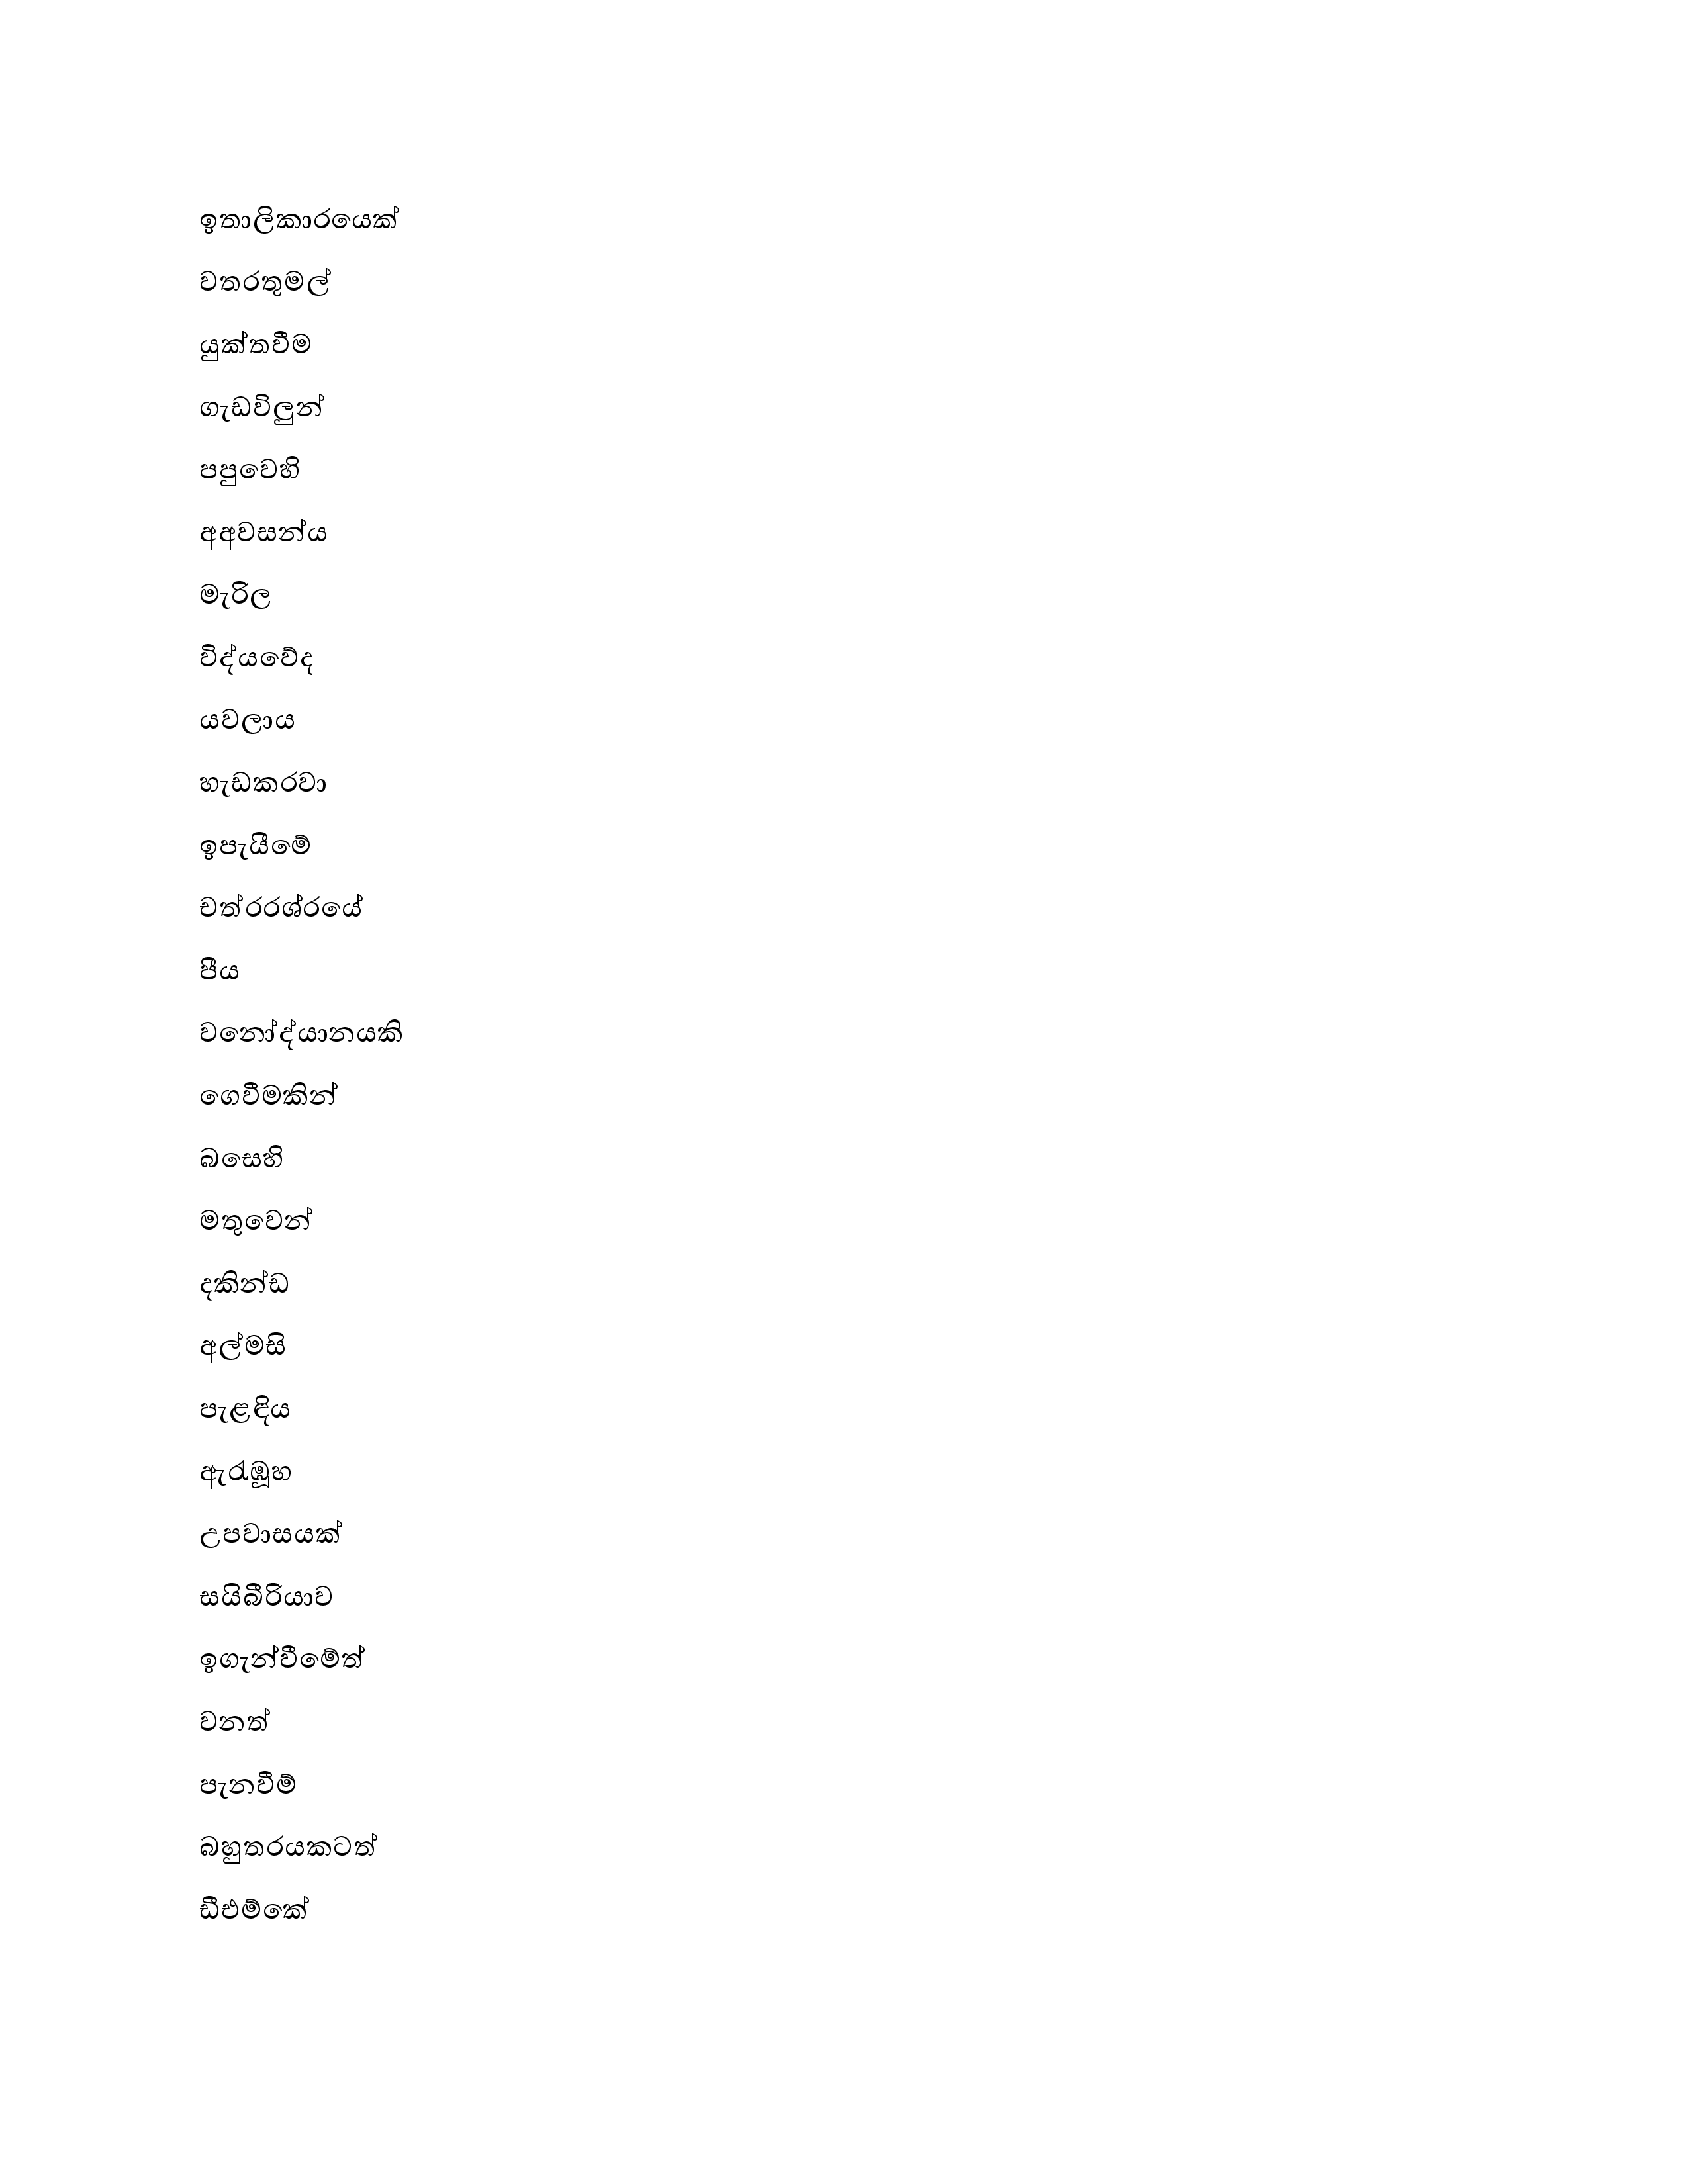 ඉතාලිකාරයෙක්
වතරතුමල්
යුක්තවීම
ගැඩවිලුන්
පපුවෙහි
අඅවසන්ය
මැරිල
විද්යවේද
යවලාය
හැඩකරවා
ඉපැයීමේ
චත්රරශ්රයේ
පීය
වනෝද්යානයකි
ගෙවීමකින්
බසෙහි
මතුවෙන්
දකින්ඩ
අල්මසි
පැළඳිය
ඇරැඹූහ
උපවාසයක්
සයිබීරියාව
ඉගැන්වීමේත්
වනත්
පැනවීම්
බහුතරයකටත්
ඩීඑම්කේ